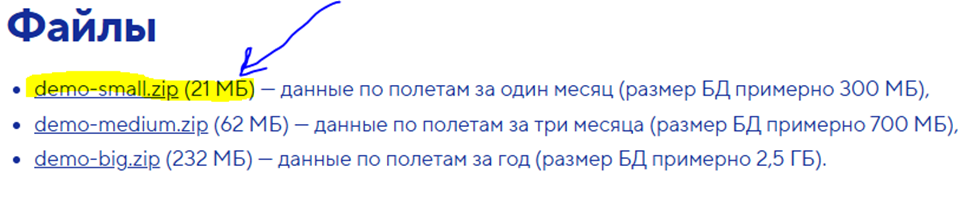 Файлы
• demo-small.zip (21 МБ) — данные по полетам за один месяц (размер БД примерно 300 МБ),
• demo-medium.zip (62 МБ) — данные по полетам за три месяца (размер БД примерно 700 МБ),
• demo-big.zip (232 МБ) — данные по полетам за год (размер БД примерно 2,5 ГБ).